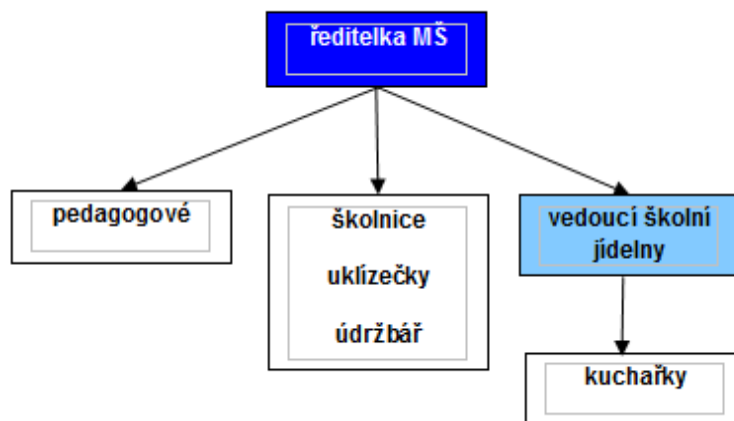 ředitelka MŠ
pedagogové
školnice
uklízečky
údržbář
vedoucí školní
jídelny
kuchařky